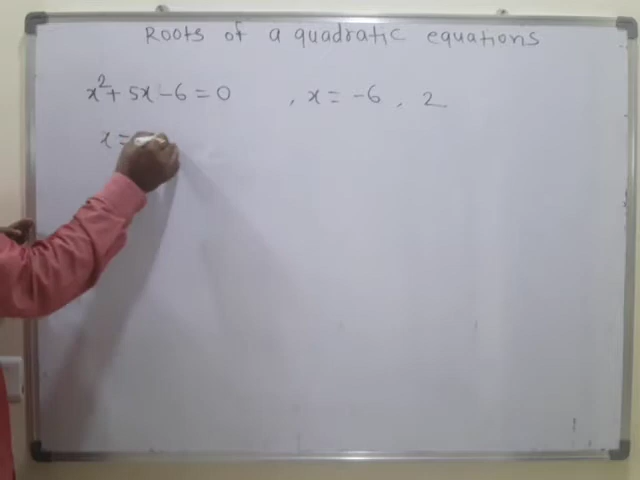 Roots of a quadratic equations
x² + 5x - 6 = 0 , x = -6 , 2
x =